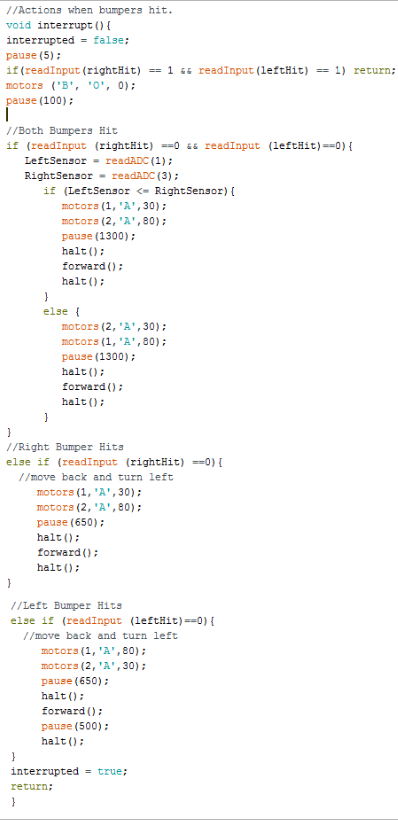 //Actions when bumpers hit.
void interrupt(){
interrupted = false;
pause(5);
if(readInput(rightHit) == 1 && readInput(leftHit) == 1) return;
motors ('B', 'O', 0);
pause(100);
//Both Bumpers Hit
if (readInput (rightHit) ==0 && readInput (leftHit)==0){
LeftSensor = readADC(1);
RightSensor = readADC(3);
if (LeftSensor <= RightSensor){
motors(1,'A',30);
motors(2,'A',80);
pause(1300);
halt();
forward();
halt();
}
else {
motors(2,'A',30);
motors(1,'A',80);
pause(1300);
halt();
forward();
halt();
}
}
//Right Bumper Hits
else if (readInput (rightHit) ==0){
//move back and turn left
motors(1,'A',30);
motors(2,'A',80);
pause(650);
halt();
forward();
halt();
}
//Left Bumper Hits
else if (readInput (leftHit)==0){
//move back and turn left
motors(1,'A',80);
motors(2,'A',30);
pause(650);
halt();
forward();
pause(500);
halt();
}
interrupted = true;
return;
}